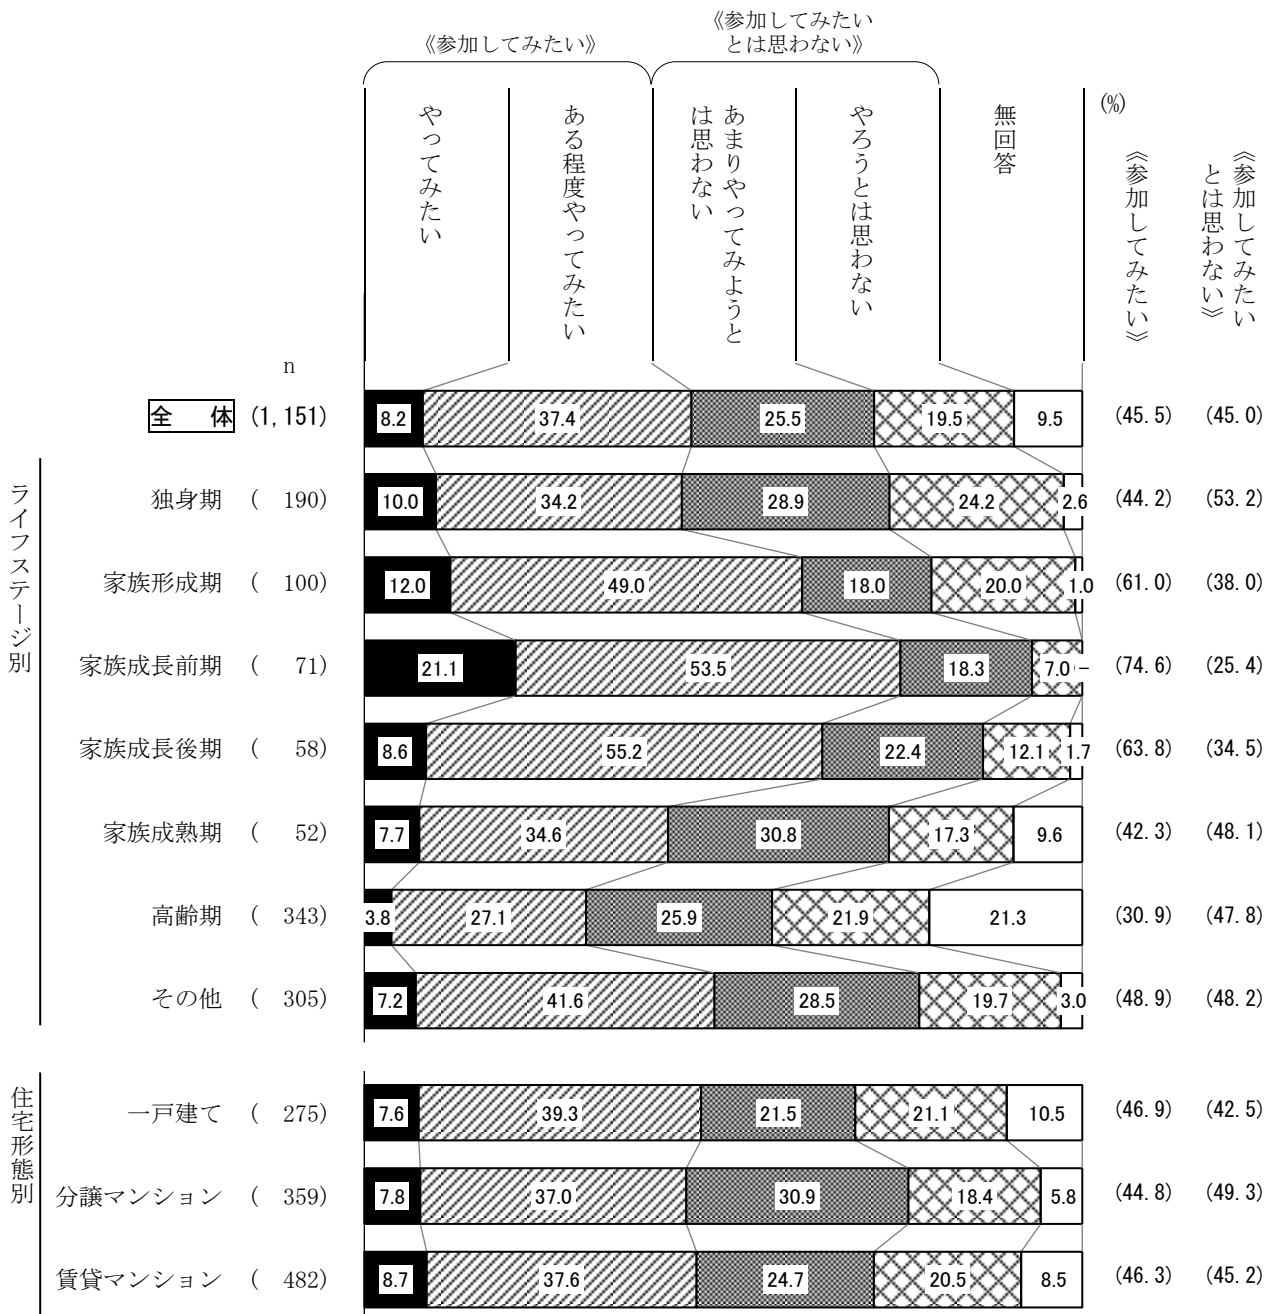 《参加してみたい》
《参加してみたい
とは思わない》
やってみたい
ある程度やってみたい
あまりやってみようと
は思わない
やろうとは思わない
無回答
(%)
《参加してみたい》
《参加してみたい
とは思わない》
n
全 体 (1,151) 8.2 37.4 25.5 19.5 9.5 (45.5) (45.0)
ライフステージ別
独身期 ( 190) 10.0 34.2 28.9 24.2 2.6 (44.2) (53.2)
家族形成期 ( 100) 12.0 49.0 18.0 20.0 1.0 (61.0) (38.0)
家族成長前期 ( 71) 21.1 53.5 18.3 7.0 - (74.6) (25.4)
家族成長後期 ( 58) 8.6 55.2 22.4 12.1 1.7 (63.8) (34.5)
家族成熟期 ( 52) 7.7 34.6 30.8 17.3 9.6 (42.3) (48.1)
高齢期 ( 343) 3.8 27.1 25.9 21.9 21.3 (30.9) (47.8)
その他 ( 305) 7.2 41.6 28.5 19.7 3.0 (48.9) (48.2)
住宅形態別
一戸建て ( 275) 7.6 39.3 21.5 21.1 10.5 (46.9) (42.5)
分譲マンション ( 359) 7.8 37.0 30.9 18.4 5.8 (44.8) (49.3)
賃貸マンション ( 482) 8.7 37.6 24.7 20.5 8.5 (46.3) (45.2)